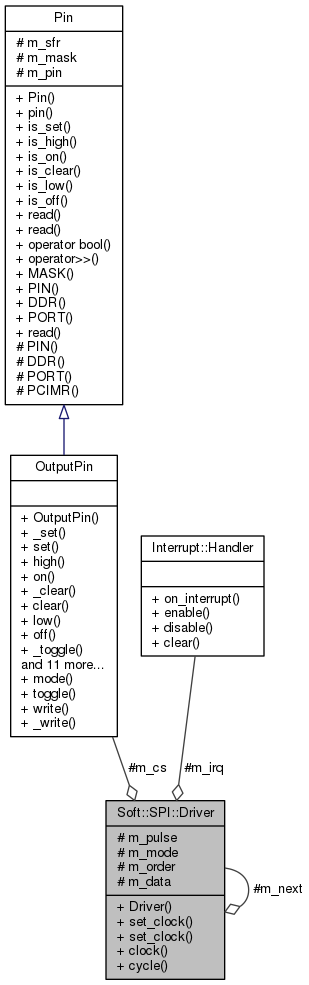 Pin
# m_sfr
# m_mask
# m_pin
+ Pin()
+ pin()
+ is_set()
+ is_high()
+ is_on()
+ is_clear()
+ is_low()
+ is_off()
+ read()
+ read()
+ operator bool()
+ operator>>()
+ MASK()
+ PIN()
+ DDR()
+ PORT()
+ read()
# PIN()
# DDR()
# PORT()
# PCIMR()
OutputPin
+ OutputPin()
+ _set()
+ set()
+ high()
+ on()
+ _clear()
+ clear()
+ low()
+ off()
+ _toggle()
and 11 more...
+ mode()
+ toggle()
+ write()
+ _write()
Interrupt::Handler
+ on_interrupt()
+ enable()
+ disable()
+ clear()
#m_cs
#m_irq
Soft::SPI::Driver
# m_pulse
# m_mode
# m_order
# m_data
+ Driver()
+ set_clock()
+ set_clock()
+ clock()
+ cycle()
#m_next